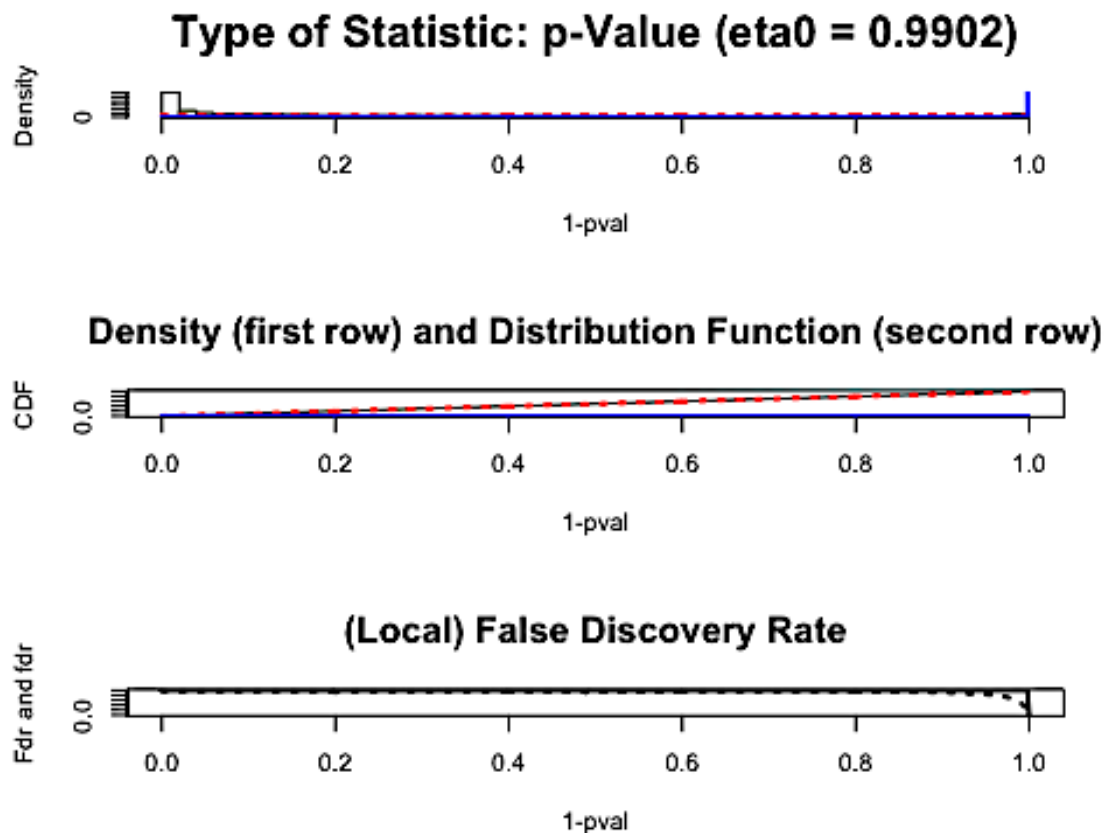 Type of Statistic: p-Value (eta0 = 0.9902)
Density
0
0.0 0.2 0.4 0.6 0.8 1.0
1-pval
Density (first row) and Distribution Function (second row)
CDF
0.0
0.0 0.2 0.4 0.6 0.8 1.0
1-pval
(Local) False Discovery Rate
Fdr and fdr
0.0
0.0 0.2 0.4 0.6 0.8 1.0
1-pval